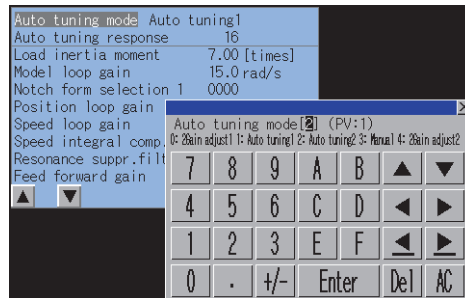 Auto tuning mode Auto tuning1
Auto tuning response 16
Load inertia moment 7.00 [times]
Model loop gain 15.0 rad/s
Notch form selection 1 0000
Position loop gain
Speed loop gain
Speed integral comp.
Resonance suppr.filt
Feed forward gain
▲ ▼
×
Auto tuning mode[2] (PV:1)
0: 2Gain adjust1 1: Auto tuning1 2: Auto tuning2 3: Manual 4: 2Gain adjust2
7 8 9 A B ▲ ▼
4 5 6 C D ◀ ▶
1 2 3 E F ◀ ▶
0 . +/- Enter Del AC